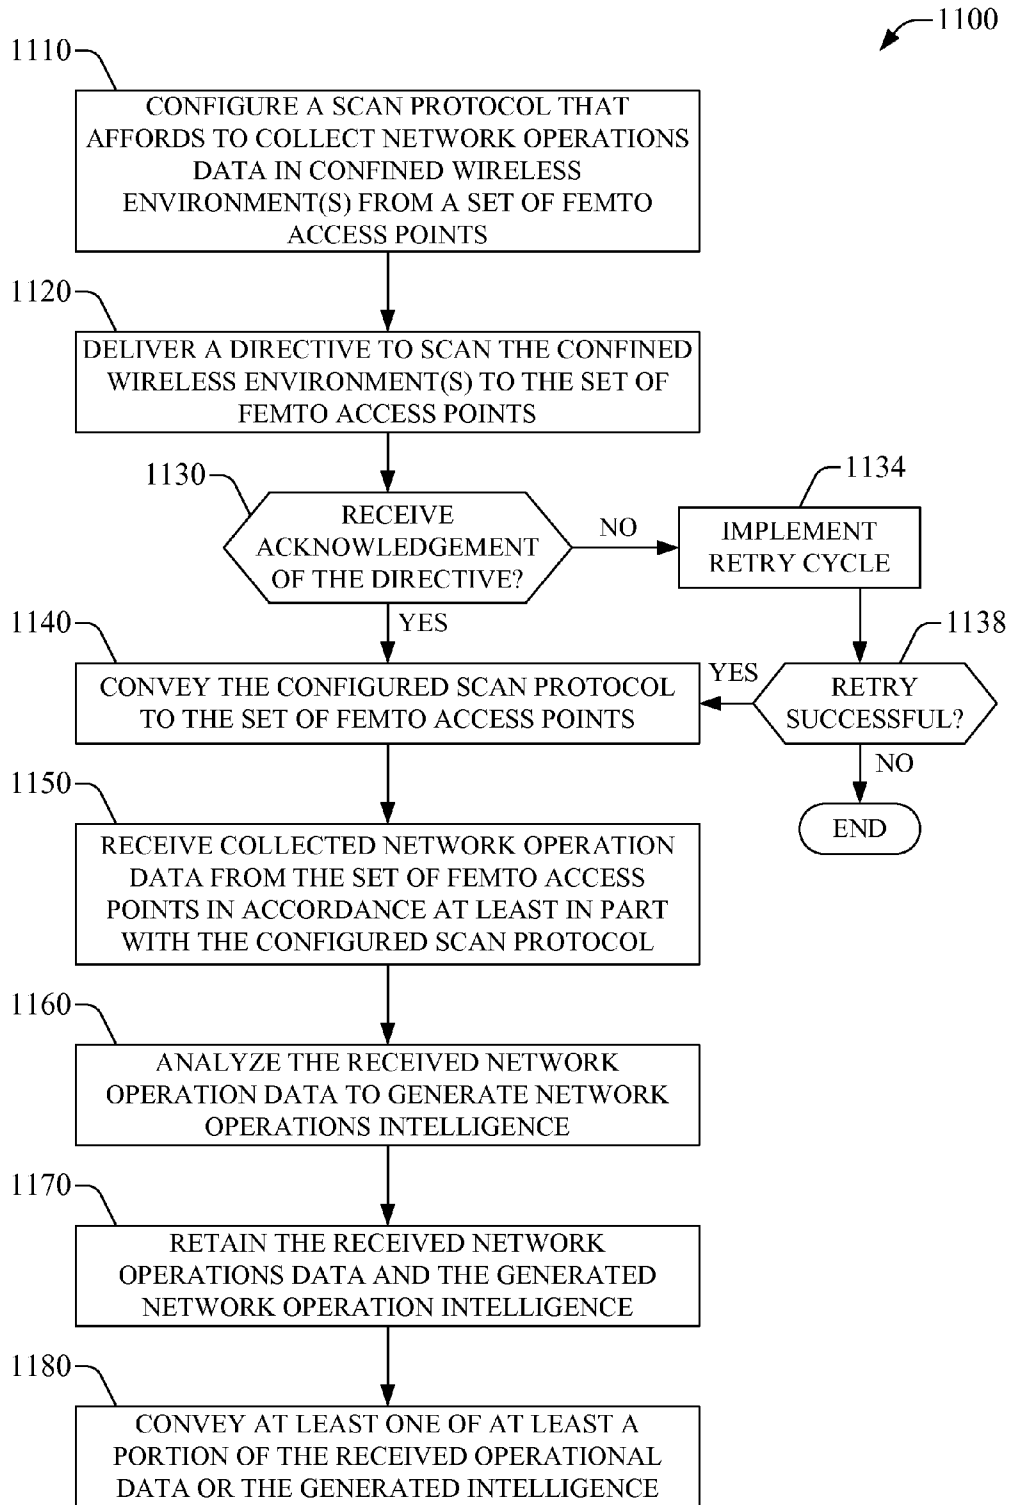 1100
1110
CONFIGURE A SCAN PROTOCOL THAT
AFFORDS TO COLLECT NETWORK OPERATIONS
DATA IN CONFINED WIRELESS
ENVIRONMENT(S) FROM A SET OF FEMTO
ACCESS POINTS
1120
DELIVER A DIRECTIVE TO SCAN THE CONFINED
WIRELESS ENVIRONMENT(S) TO THE SET OF
FEMTO ACCESS POINTS
1130
RECEIVE
ACKNOWLEDGEMENT
OF THE DIRECTIVE?
NO
1134
IMPLEMENT
RETRY CYCLE
YES
1138
RETRY
SUCCESSFUL?
YES
NO
END
1140
CONVEY THE CONFIGURED SCAN PROTOCOL
TO THE SET OF FEMTO ACCESS POINTS
1150
RECEIVE COLLECTED NETWORK OPERATION
DATA FROM THE SET OF FEMTO ACCESS
POINTS IN ACCORDANCE AT LEAST IN PART
WITH THE CONFIGURED SCAN PROTOCOL
1160
ANALYZE THE RECEIVED NETWORK
OPERATION DATA TO GENERATE NETWORK
OPERATIONS INTELLIGENCE
1170
RETAIN THE RECEIVED NETWORK
OPERATIONS DATA AND THE GENERATED
NETWORK OPERATION INTELLIGENCE
1180
CONVEY AT LEAST ONE OF AT LEAST A
PORTION OF THE RECEIVED OPERATIONAL
DATA OR THE GENERATED INTELLIGENCE